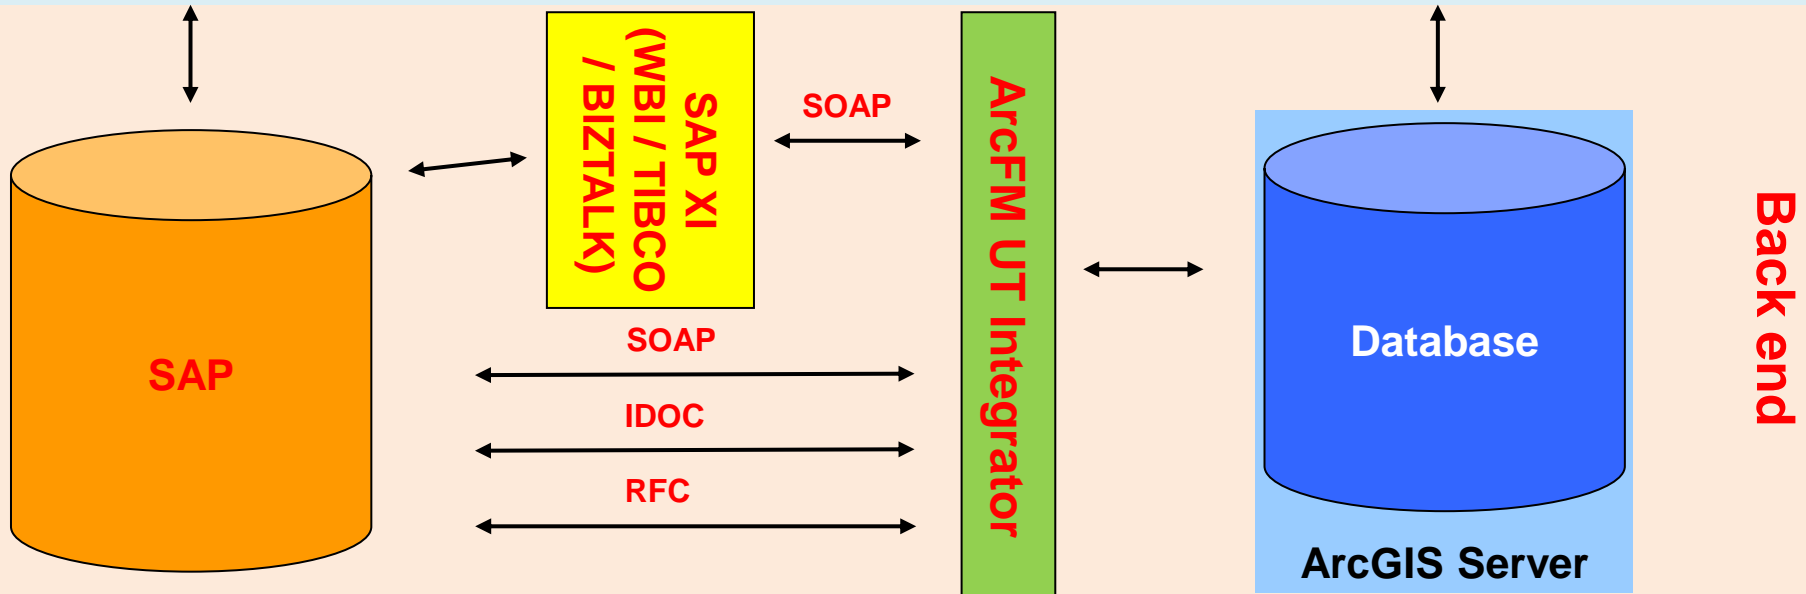 SAP
SAP XI
(WBI / TIBCO
/ BIZTALK)
SOAP
SOAP
IDOC
RFC
ArcFM UT Integrator
Database
ArcGIS Server
Back end